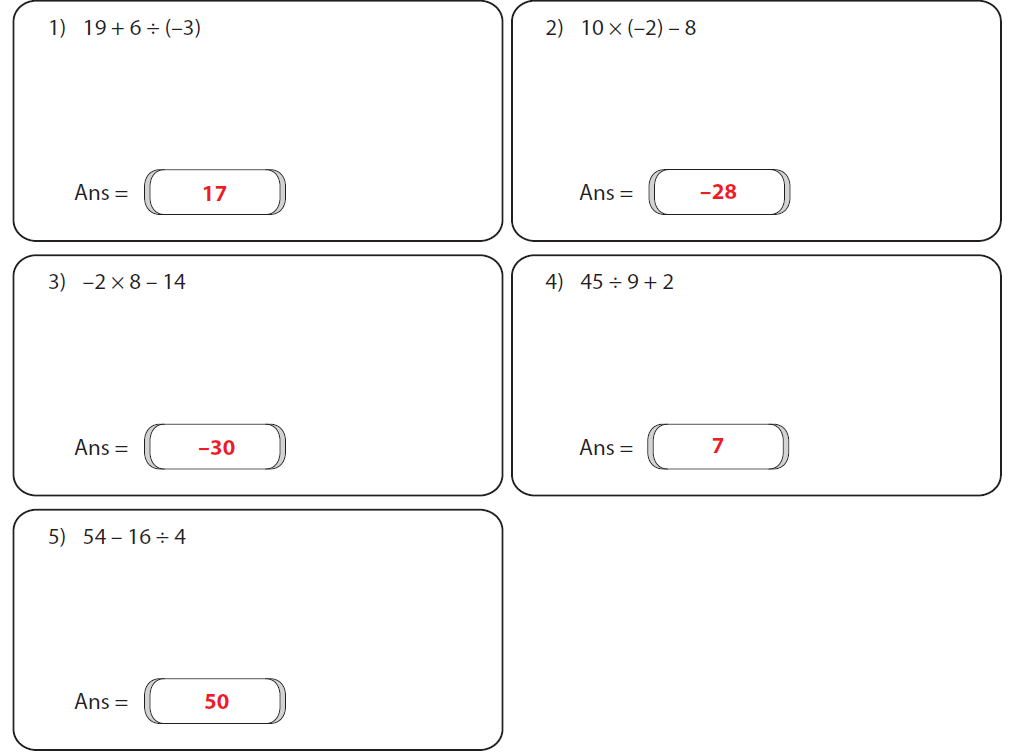 1) 19 + 6 ÷ (–3)
Ans = 17
2) 10 × (–2) – 8
Ans = –28
3) –2 × 8 – 14
Ans = –30
4) 45 ÷ 9 + 2
Ans = 7
5) 54 – 16 ÷ 4
Ans = 50